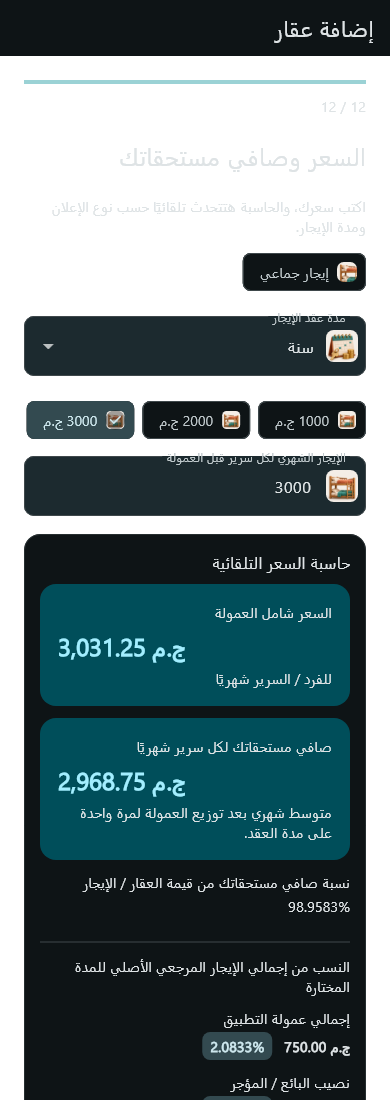 إضافة عقار
12 / 12
السعر وصافي مستحقاتك
اكتب سعرك، والحاسبة هتتحدث تلقائيًا حسب نوع الإعلان
ومدة الإيجار.
إيجار جماعي
مدة عقد الإيجار
سنة
1000 ج.م
2000 ج.م
3000 ج.م
الإيجار الشهري لكل سرير قبل العمولة
3000
حاسبة السعر التلقائية
السعر شامل العمولة
3,031.25 ج.م
للفرد / السرير شهريًا
صافي مستحقاتك لكل سرير شهريًا
2,968.75 ج.م
متوسط شهري بعد توزيع العمولة لمرة واحدة
على مدة العقد.
نسبة صافي مستحقاتك من قيمة العقار / الإيجار
98.9583%
النسب من إجمالي الإيجار المرجعي الأصلي للمدة
المختارة
إجمالي عمولة التطبيق
750.00 ج.م
2.0833%
نصيب البائع / المؤجر